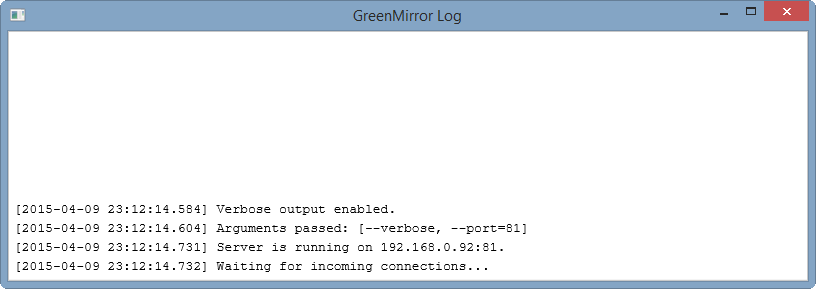 GreenMirror Log
[2015-04-09 23:12:14.584] Verbose output enabled.
[2015-04-09 23:12:14.604] Arguments passed: [--verbose, --port=81]
[2015-04-09 23:12:14.731] Server is running on 192.168.0.92:81.
[2015-04-09 23:12:14.732] Waiting for incoming connections...